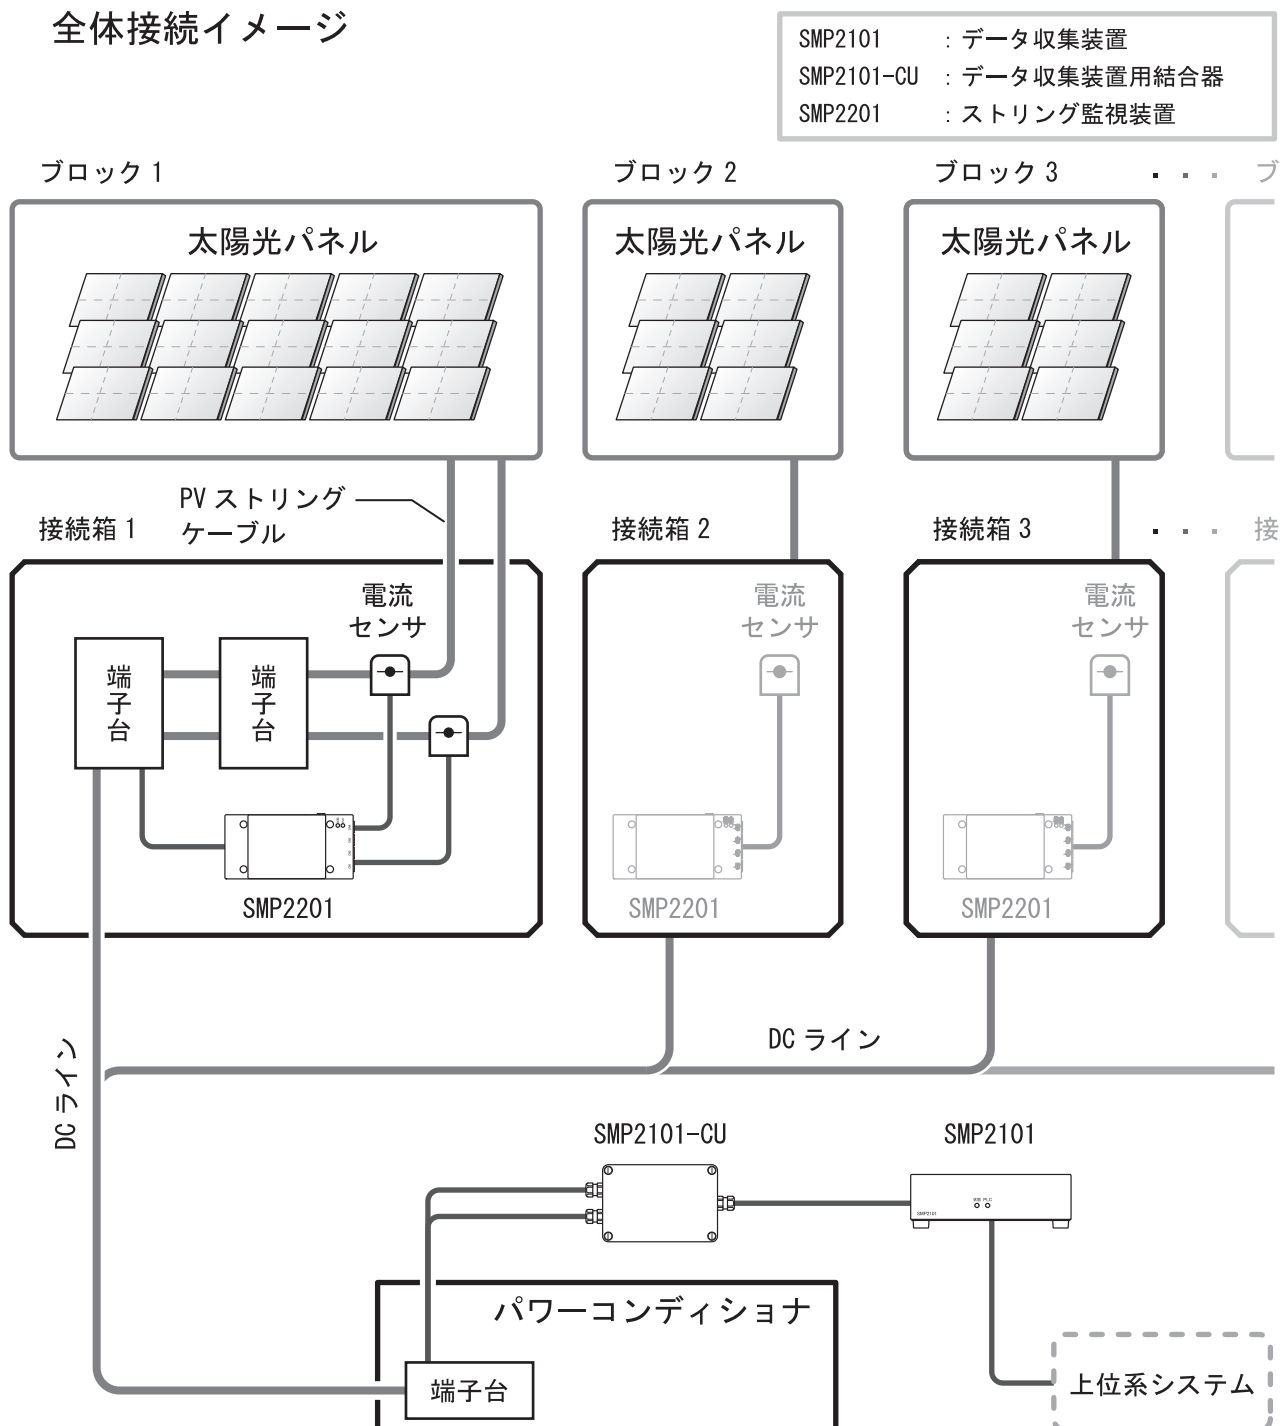 全体接続イメージ
SMP2101 : データ収集装置
SMP2101-CU : データ収集装置用結合器
SMP2201 : ストリング監視装置
ブロック 1
ブロック 2
ブロック 3
・・・
ブ
太陽光パネル
太陽光パネル
太陽光パネル
PV ストリング
ケーブル
接続箱 1
接続箱 2
接続箱 3
・・・
接
電流
センサ
電流
センサ
電流
センサ
端子台
端子台
SMP2201
SMP2201
SMP2201
DC ライン
DC ライン
SMP2101-CU
SMP2101
PLC
SMP2101
パワーコンディショナ
端子台
上位系システム